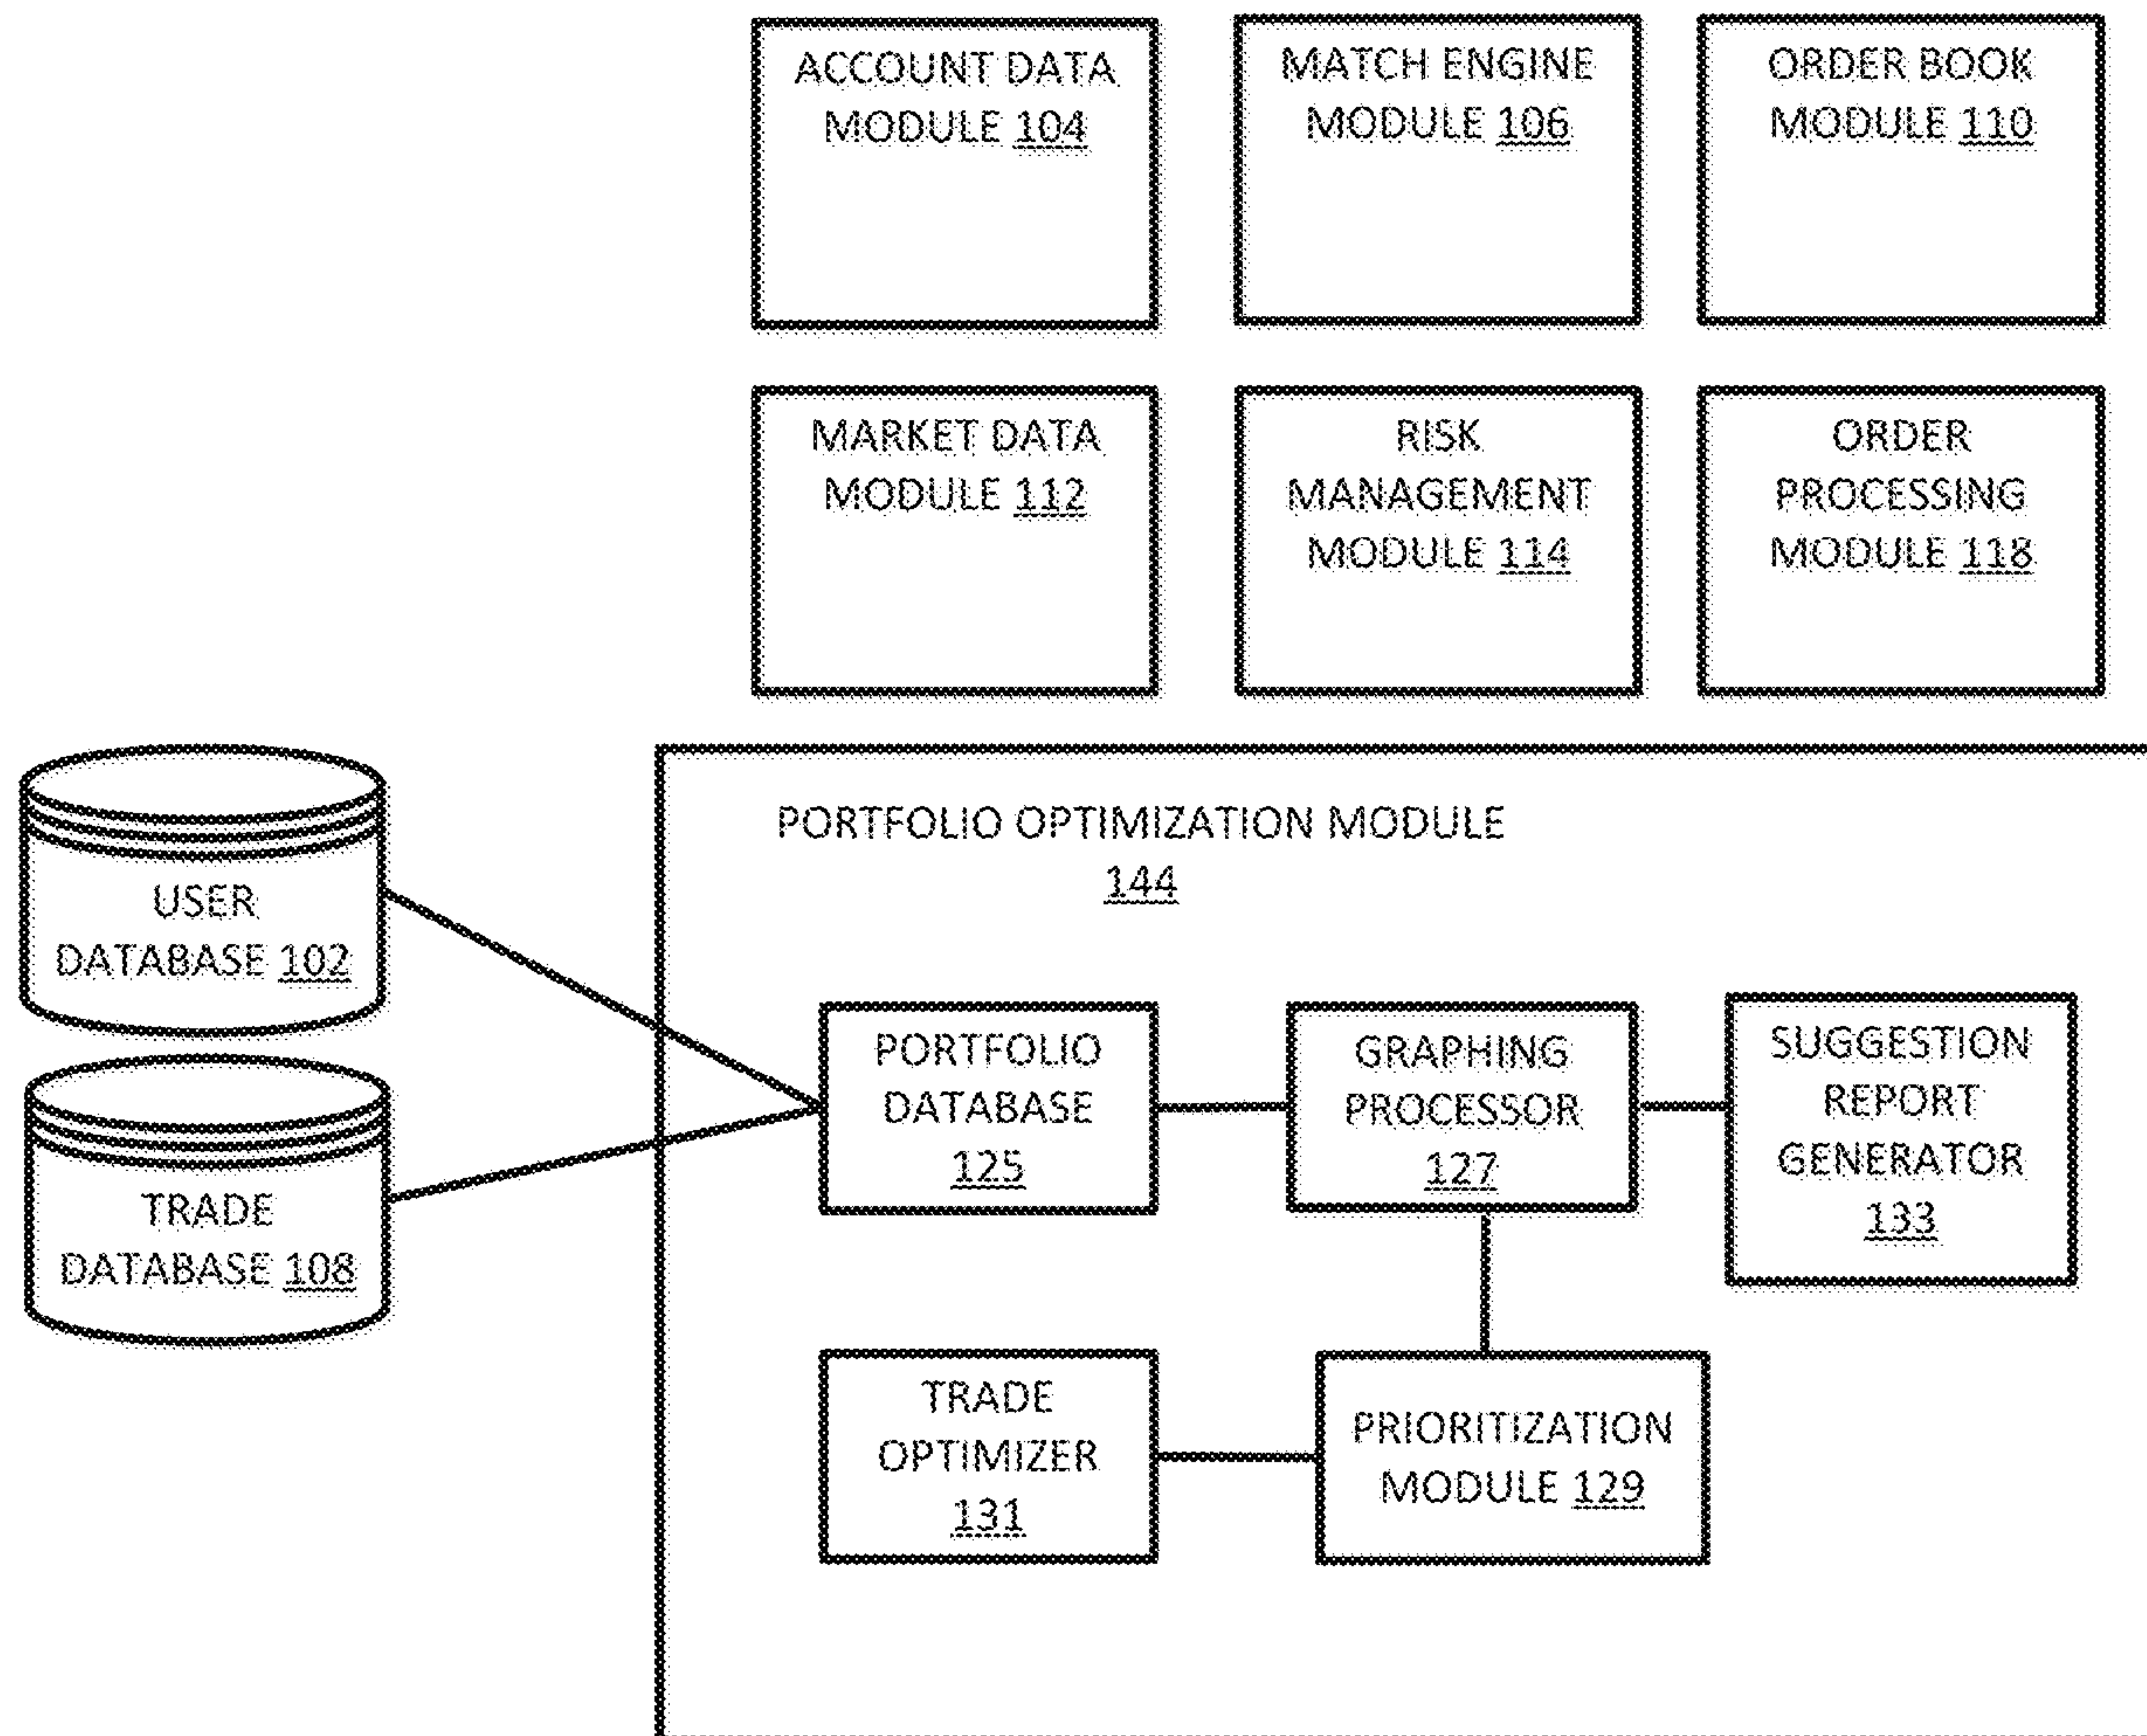 ACCOUNT DATA
MODULE 104
MATCH ENGINE
MODULE 106
ORDER BOOK
MODULE 110
MARKET DATA
MODULE 112
RISK
MANAGEMENT
MODULE 114
ORDER
PROCESSING
MODULE 118
USER
DATABASE 102
TRADE
DATABASE 108
PORTFOLIO OPTIMIZATION MODULE
144
PORTFOLIO
DATABASE
125
GRAPHING
PROCESSOR
127
SUGGESTION
REPORT
GENERATOR
133
TRADE
OPTIMIZER
131
PRIORITIZATION
MODULE 129